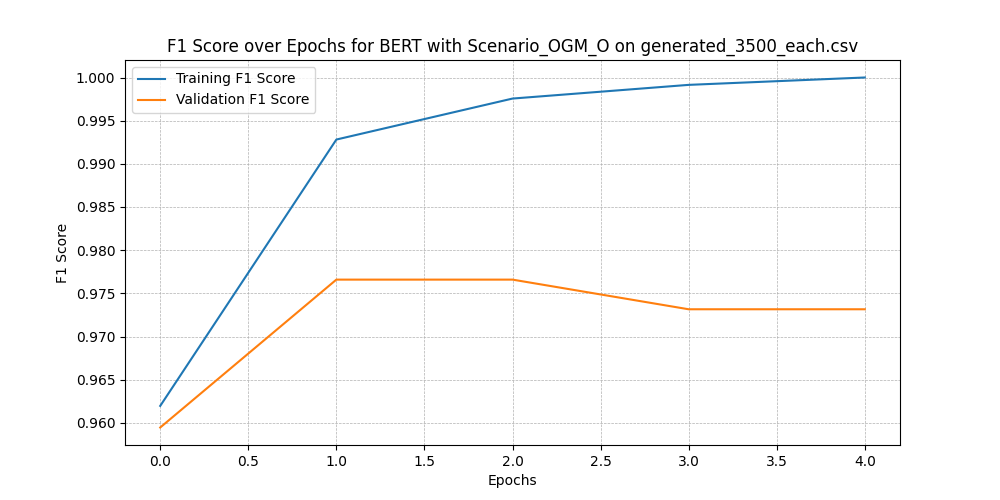 F1 Score over Epochs for BERT with Scenario_OGM_O on generated_3500_each.csv
Training F1 Score
Validation F1 Score
1.000
0.995
0.990
0.985
0.980
0.975
0.970
0.965
0.960
F1 Score
0.0 0.5 1.0 1.5 2.0 2.5 3.0 3.5 4.0
Epochs